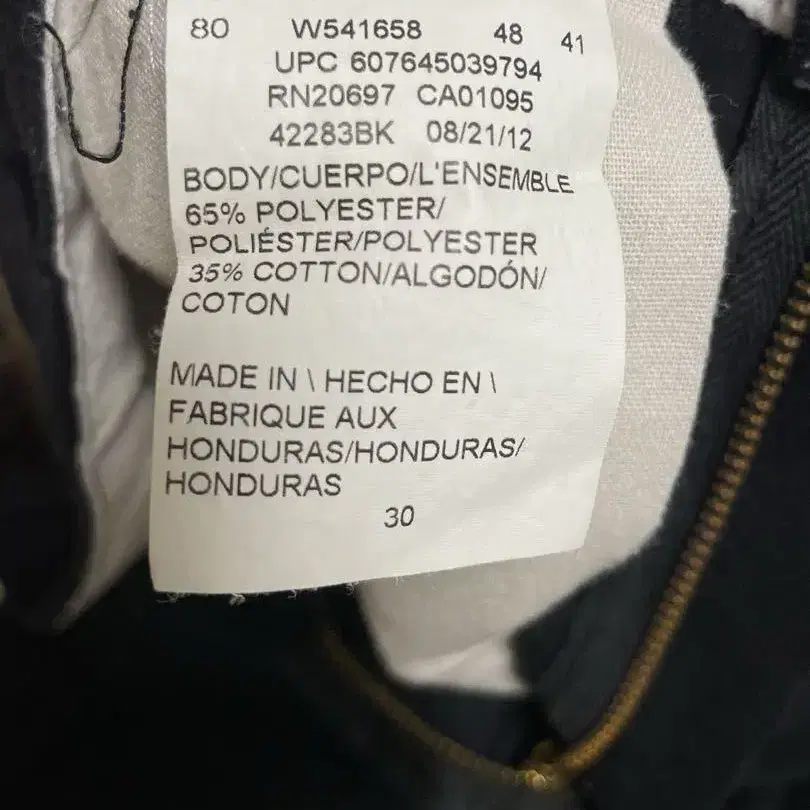 80 W541658 48 41
UPC 607645039794
RN20697 CA01095
42283BK 08/21/12
BODY/CUERPO/L'ENSEMBLE
65% POLYESTER/
POLIÉSTER/POLYESTER
35% COTTON/ALGODÓN/
COTON
MADE IN \ HECHO EN \
FABRIQUE AUX
HONDURAS/HONDURAS/
HONDURAS
30